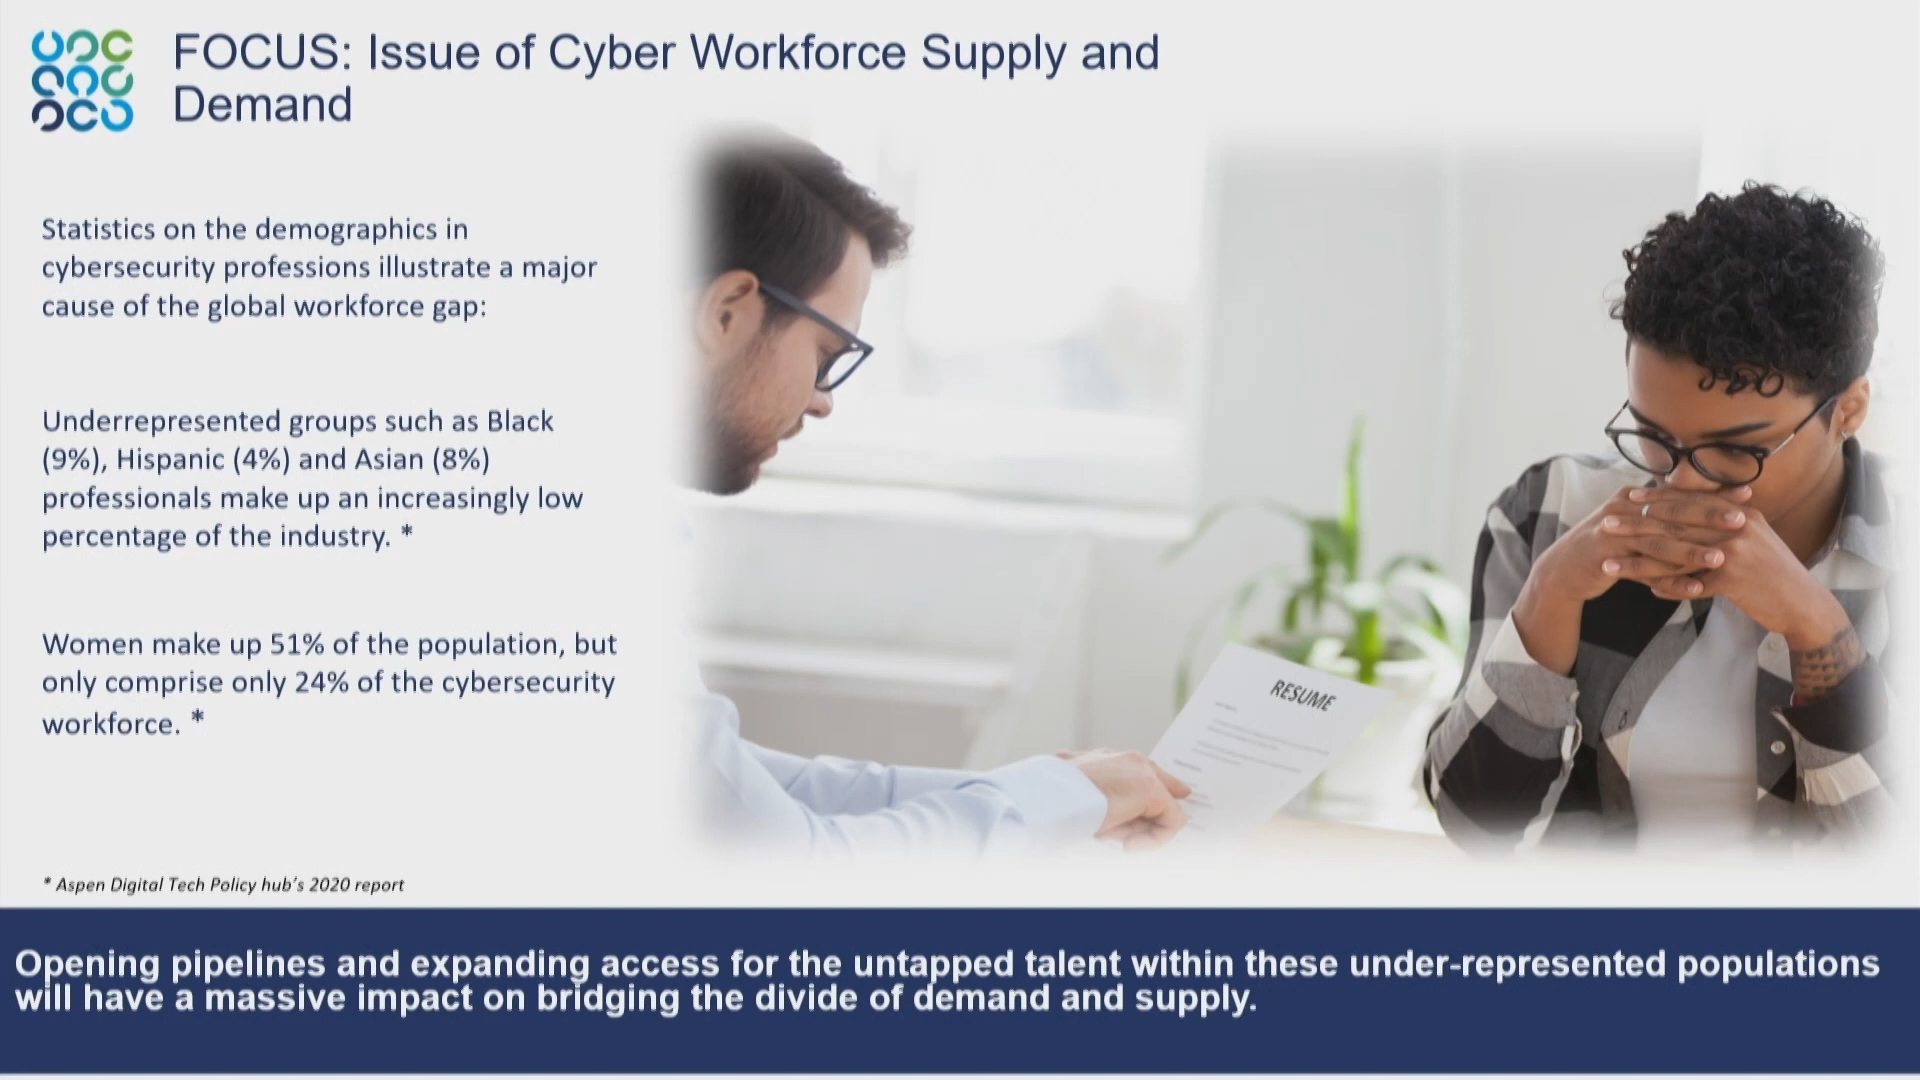 FOCUS: Issue of Cyber Workforce Supply and
Demand
Statistics on the demographics in
cybersecurity professions illustrate a major
cause of the global workforce gap:
Underrepresented groups such as Black
(9%), Hispanic (4%) and Asian (8%)
professionals make up an increasingly low
percentage of the industry. *
Women make up 51% of the population, but
only comprise only 24% of the cybersecurity
workforce. *
RESUME
* Aspen Digital Tech Policy hub's 2020 report
Opening pipelines and expanding access for the untapped talent within these under-represented populations
will have a massive impact on bridging the divide of demand and supply.